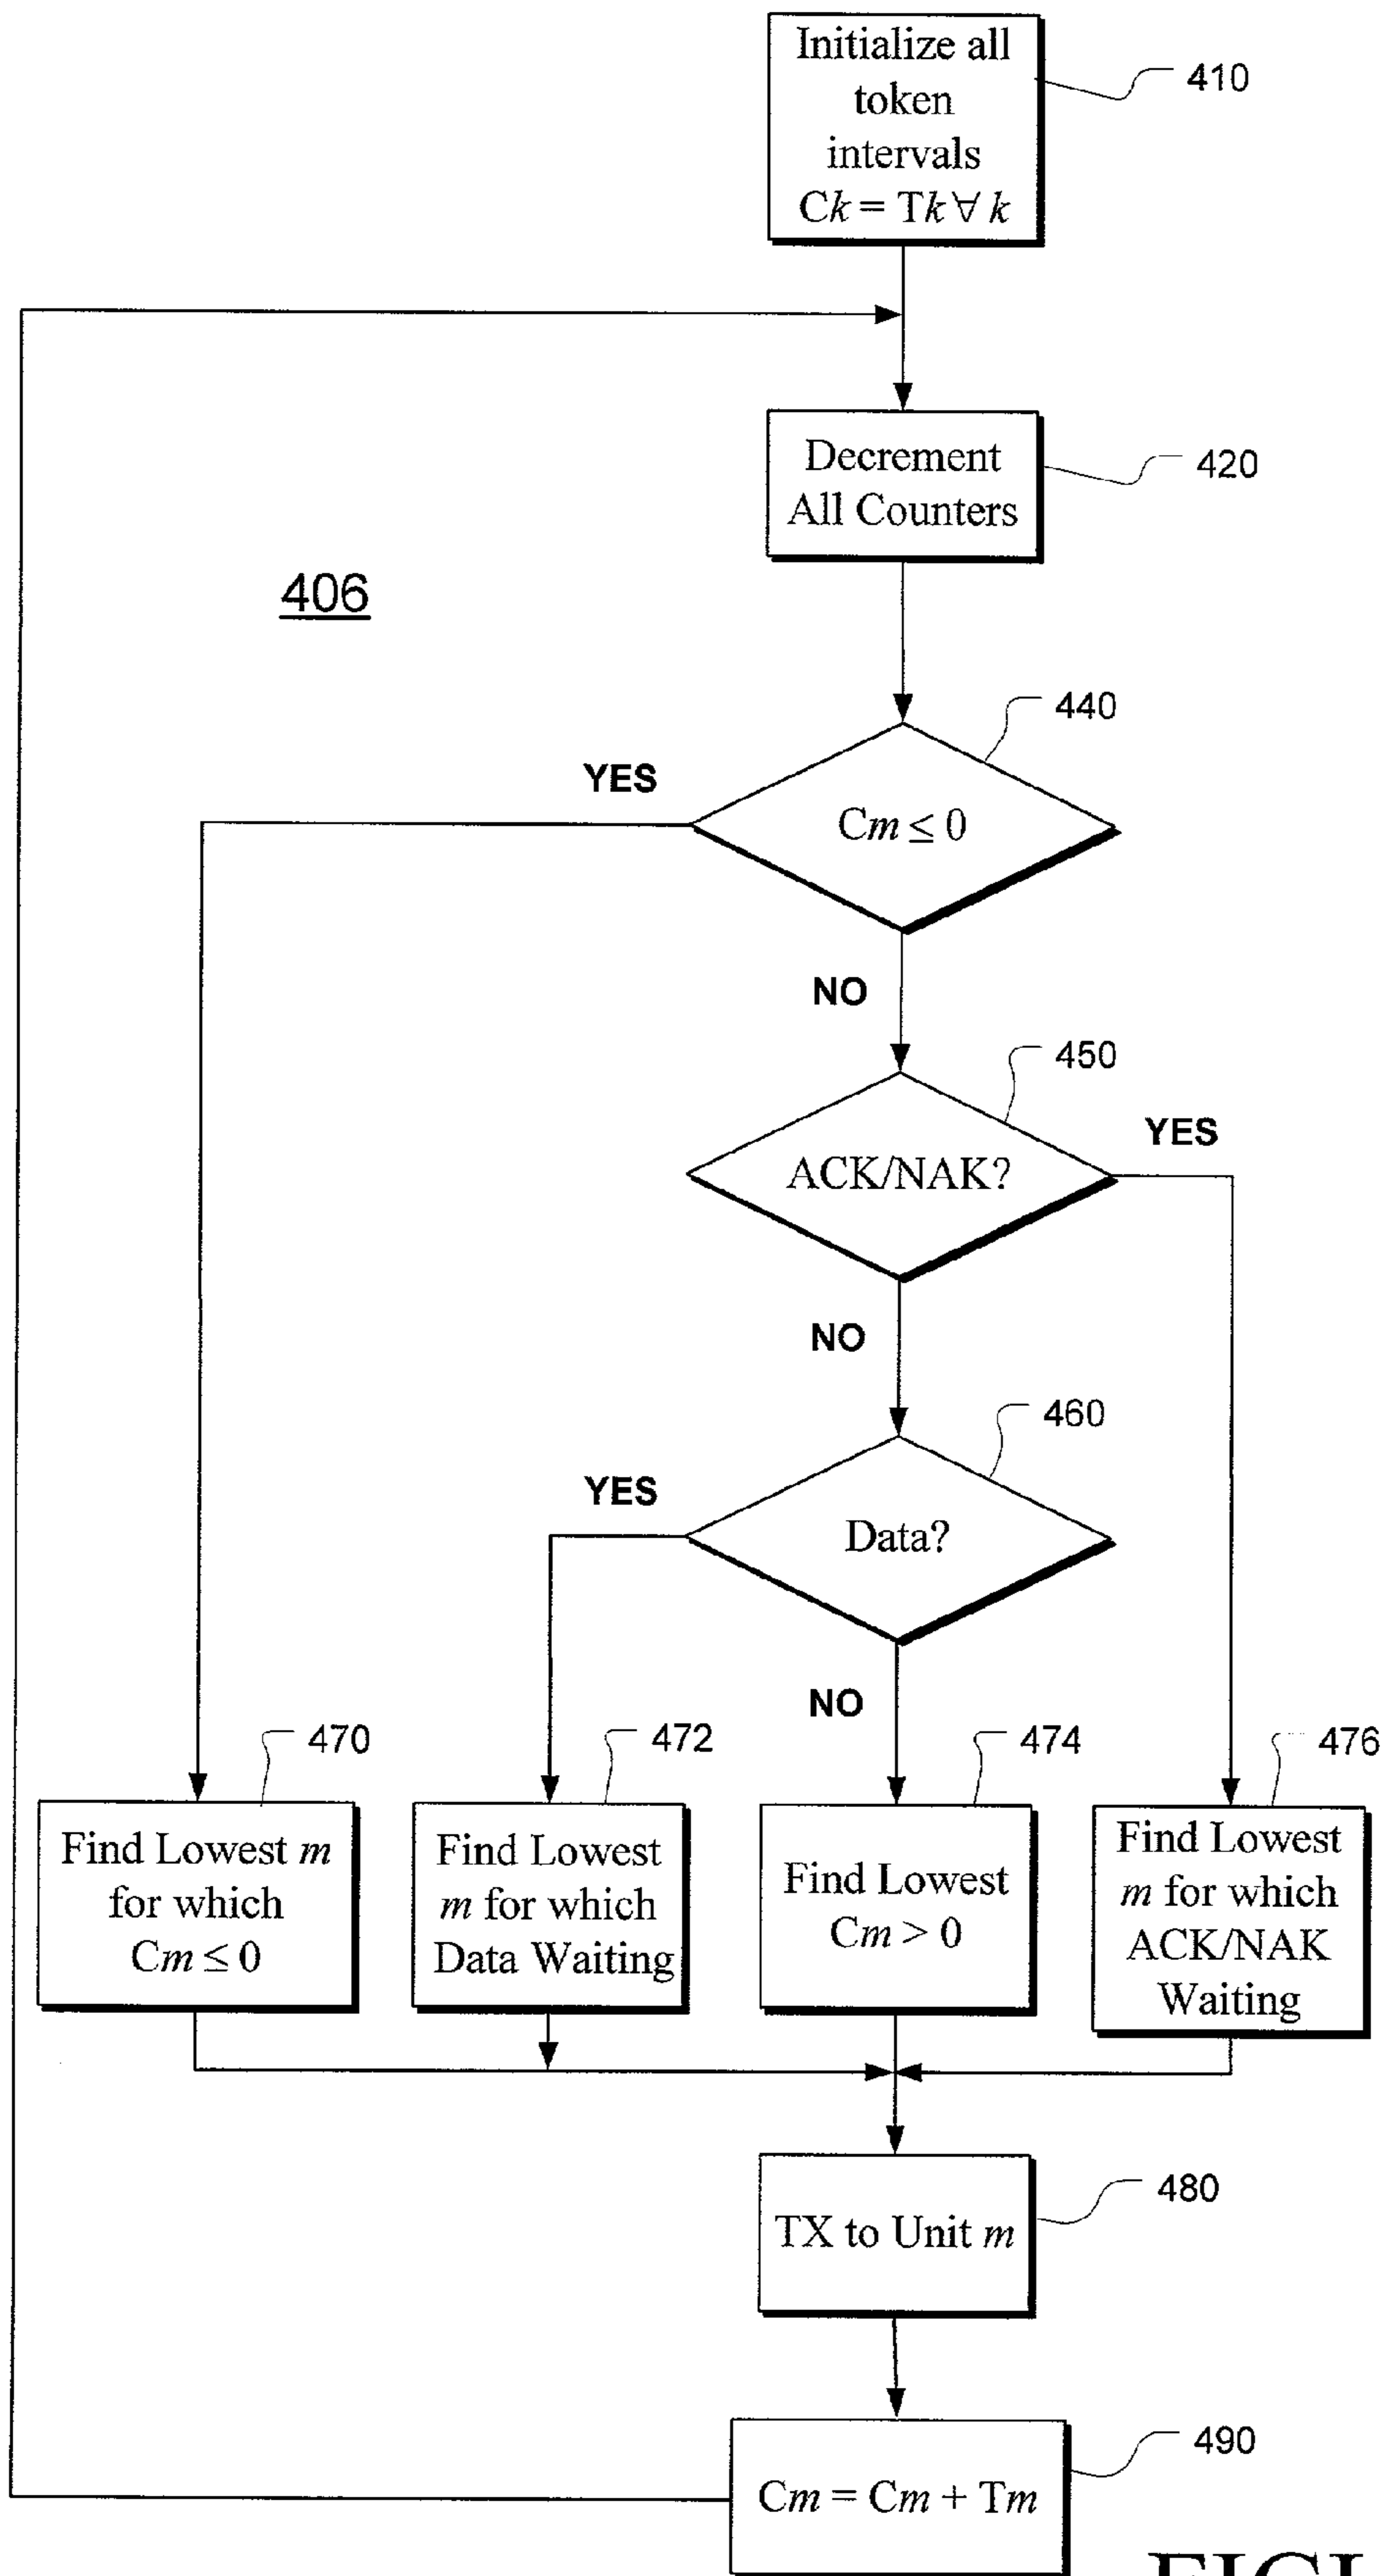 Initialize all
token
intervals
Ck = Tk ∀ k
410
Decrement
All Counters
420
406
440
YES
Cm ≤ 0
NO
450
YES
ACK/NAK?
NO
460
YES
Data?
NO
470
472
474
476
Find Lowest m
for which
Cm ≤ 0
Find Lowest
m for which
Data Waiting
Find Lowest
Cm > 0
Find Lowest
m for which
ACK/NAK
Waiting
TX to Unit m
480
490
Cm = Cm + Tm